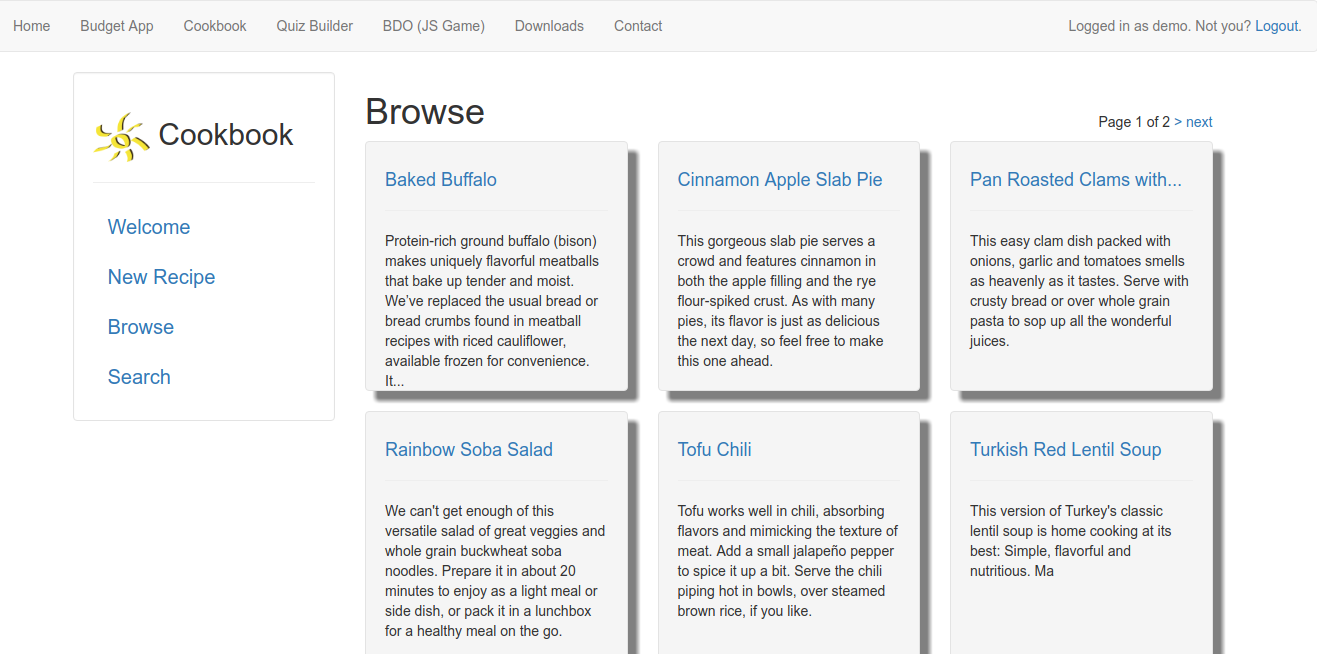 Home Budget App Cookbook Quiz Builder BDO (JS Game) Downloads Contact Logged in as demo. Not you? Logout.
Cookbook
Welcome
New Recipe
Browse
Search
Browse
Page 1 of 2 > next
Baked Buffalo
Protein-rich ground buffalo (bison)
makes uniquely flavorful meatballs
that bake up tender and moist.
We’ve replaced the usual bread or
bread crumbs found in meatball
recipes with riced cauliflower,
available frozen for convenience.
It...
Cinnamon Apple Slab Pie
This gorgeous slab pie serves a
crowd and features cinnamon in
both the apple filling and the rye
flour-spiked crust. As with many
pies, its flavor is just as delicious
the next day, so feel free to make
this one ahead.
Pan Roasted Clams with...
This easy clam dish packed with
onions, garlic and tomatoes smells
as heavenly as it tastes. Serve with
crusty bread or over whole grain
pasta to sop up all the wonderful
juices.
Rainbow Soba Salad
We can't get enough of this
versatile salad of great veggies and
whole grain buckwheat soba
noodles. Prepare it in about 20
minutes to enjoy as a light meal or
side dish, or pack it in a lunchbox
for a healthy meal on the go.
Tofu Chili
Tofu works well in chili, absorbing
flavors and mimicking the texture of
meat. Add a small jalapeño pepper
to spice it up a bit. Serve the chili
piping hot in bowls, over steamed
brown rice, if you like.
Turkish Red Lentil Soup
This version of Turkey's classic
lentil soup is home cooking at its
best: Simple, flavorful and
nutritious. Ma